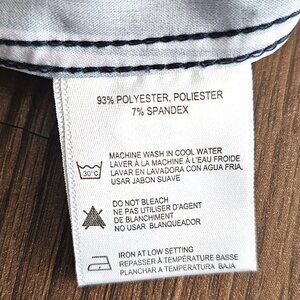 93% POLYESTER, POLIESTER
7% SPANDEX
30°C
MACHINE WASH IN COOL WATER
LAVER À LA MACHINE À L'EAU FROIDE
LAVAR EN LAVADORA CON AGUA FRIA,
USAR JABON SUAVE
DO NOT BLEACH
NE PAS UTILISER D'AGENT
DE BLANCHIMENT
NO USAR BLANQUEADOR
IRON AT LOW SETTING
REPASSER À TEMPÉRATURE BASSE
PLANCHAR A TEMPERATURA BAJA